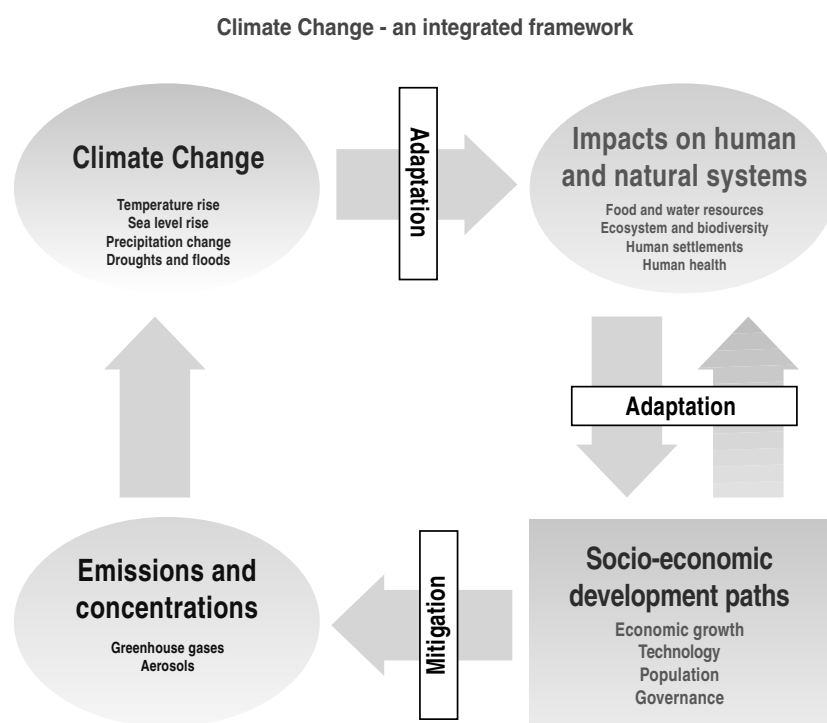 Climate Change - an integrated framework
Climate Change
Temperature rise
Sea level rise
Precipitation change
Droughts and floods
Adaptation
Impacts on human
and natural systems
Food and water resources
Ecosystem and biodiversity
Human settlements
Human health
Adaptation
Emissions and
concentrations
Greenhouse gases
Aerosols
Mitigation
Socio-economic
development paths
Economic growth
Technology
Population
Governance